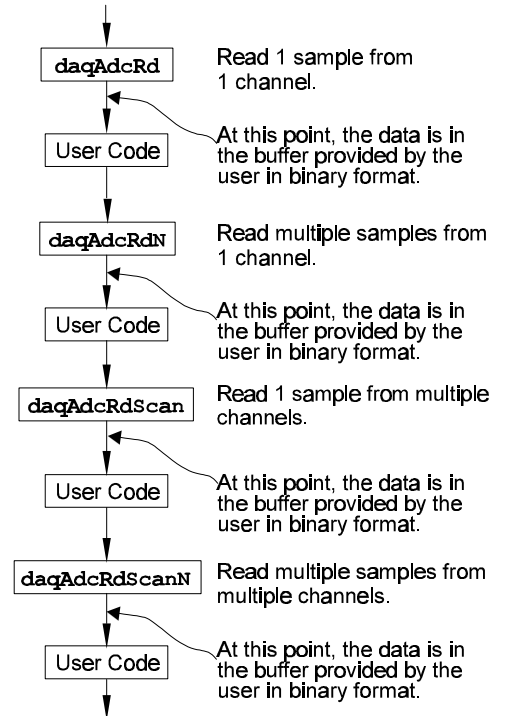 daqAdcRd
Read 1 sample from
1 channel.
At this point, the data is in
the buffer provided by the
user in binary format.
User Code
daqAdcRdN
Read multiple samples from
1 channel.
At this point, the data is in
the buffer provided by the
user in binary format.
User Code
daqAdcRdScan
Read 1 sample from multiple
channels.
At this point, the data is in
the buffer provided by the
user in binary format.
User Code
daqAdcRdScanN
Read multiple samples from
multiple channels.
At this point, the data is in
the buffer provided by the
user in binary format.
User Code